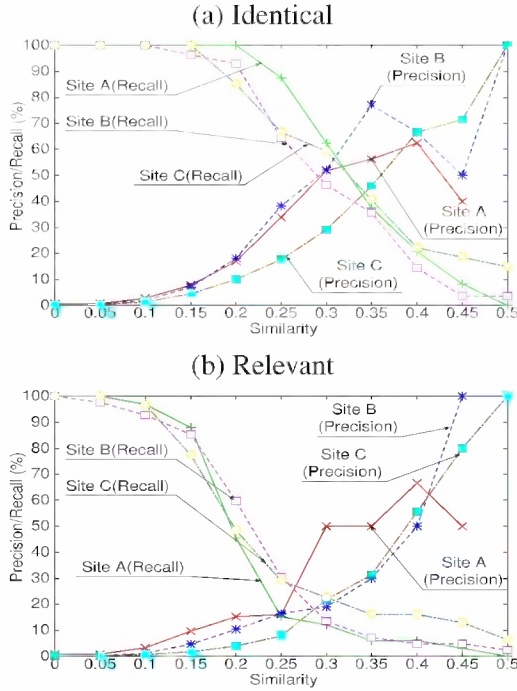 (a) Identical
100
90
80
70
60
50
40
30
20
10
0
Precision/Recall (%)
Site A(Recall)
Site B(Recall)
Site C(Recall)
Site B
(Precision)
Site A
(Precision)
Site C
(Precision)
0 0.05 0.1 0.15 0.2 0.25 0.3 0.35 0.4 0.45 0.5
Similarity
(b) Relevant
100
90
80
70
60
50
40
30
20
10
0
Precision/Recall (%)
Site B
(Precision)
Site C
(Precision)
Site B(Recall)
Site C(Recall)
Site A(Recall)
Site A
(Precision)
0 0.05 0.1 0.15 0.2 0.25 0.3 0.35 0.4 0.45 0.5
Similarity